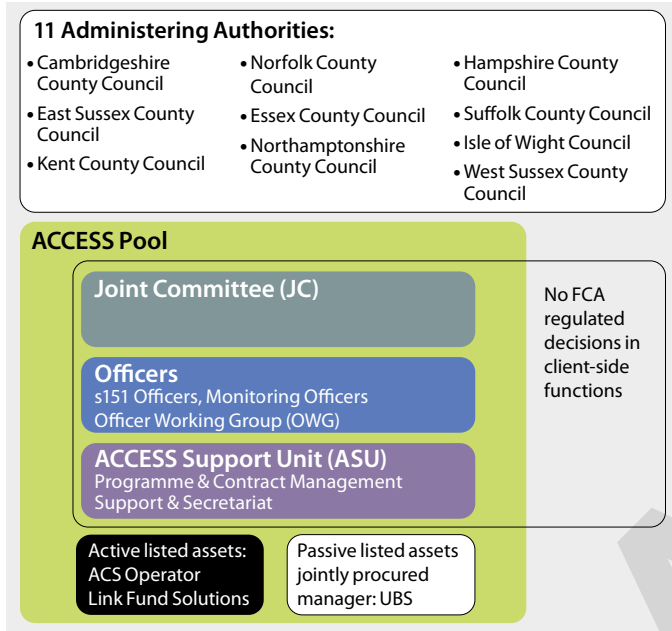 11 Administering Authorities:
• Cambridgeshire
County Council
• East Sussex County
Council
• Kent County Council
• Norfolk County
Council
• Essex County Council
• Northamptonshire
County Council
• Hampshire County
Council
• Suffolk County Council
• Isle of Wight Council
• West Sussex County
Council
ACCESS Pool
Joint Committee (JC)
No FCA
regulated
decisions in
client-side
functions
Officers
s151 Officers, Monitoring Officers
Officer Working Group (OWG)
ACCESS Support Unit (ASU)
Programme & Contract Management
Support & Secretariat
Active listed assets:
ACS Operator
Link Fund Solutions
Passive listed assets
jointly procured
manager: UBS